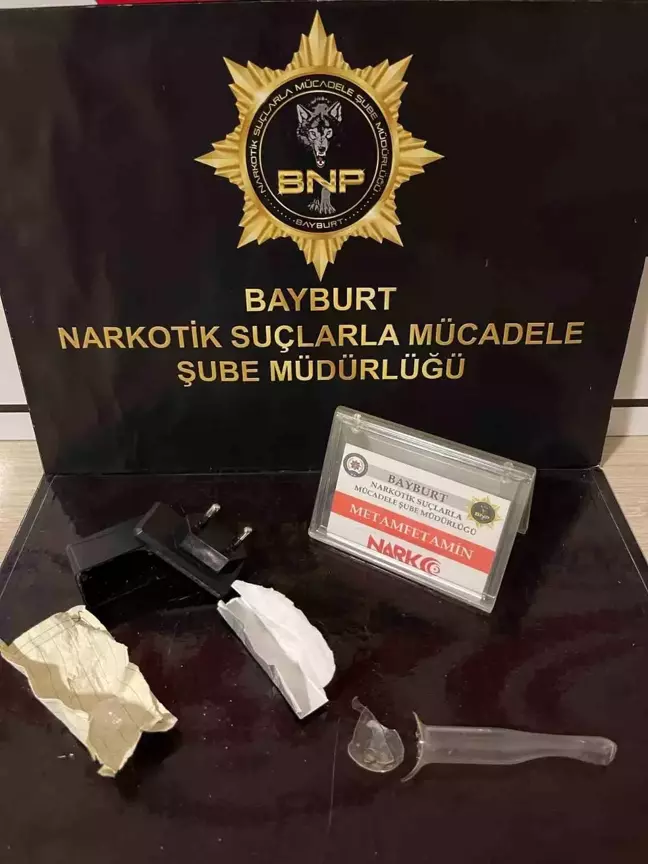 NARKOTİK SUÇLARLA MÜCADELE ŞUBE MÜDÜRLÜĞÜ
BNP
BAYBURT
BAYBURT
NARKOTİK SUÇLARLA MÜCADELE
ŞUBE MÜDÜRLÜĞÜ
BAYBURT
NARKOTİK SUÇLARLA
MÜCADELE ŞUBE MÜDÜRLÜĞÜ
METAMFETAMİN
NARKO